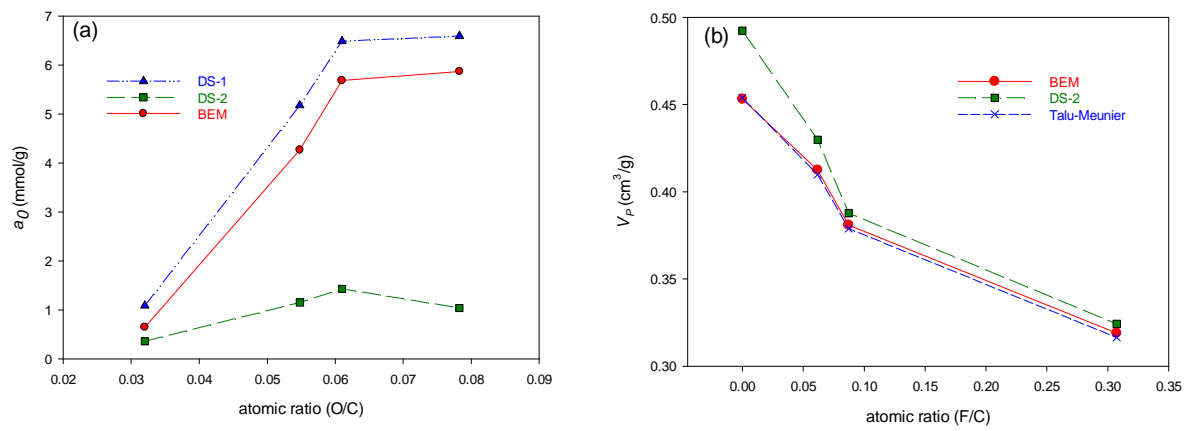 (a)
7
6
5
4
3
2
1
0
a0 (mmol/g)
DS-1
DS-2
BEM
0.02 0.03 0.04 0.05 0.06 0.07 0.08 0.09
atomic ratio (O/C)
(b)
0.50
0.45
0.40
0.35
0.30
VP (cm³/g)
BEM
DS-2
Talu-Meunier
0.00 0.05 0.10 0.15 0.20 0.25 0.30 0.35
atomic ratio (F/C)